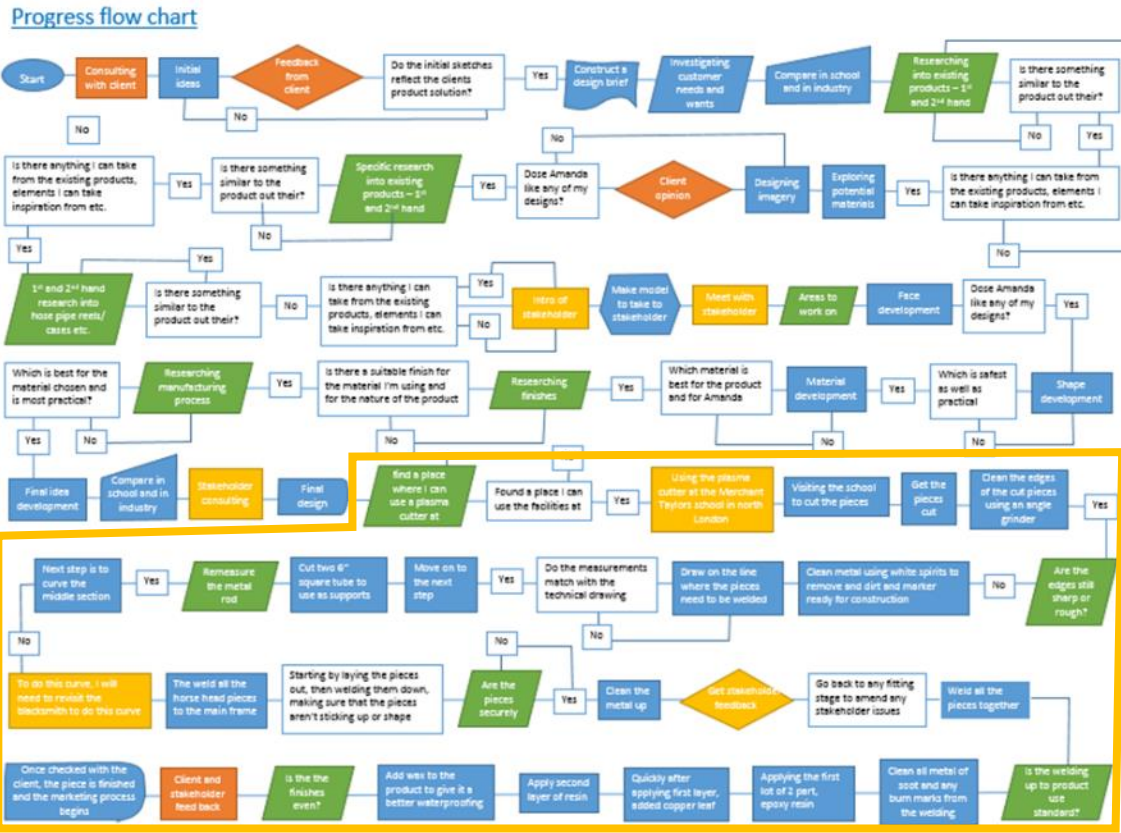 Progress flow chart
Start
Consulting
with client
Initial
ideas
Feedback
from
client
Do the initial sketches
reflect the clients
product solution?
Yes
Construct a
design brief
Investigating
customer
needs and
wants
Compare in school
and in industry
Researching
into existing
products – 1st
and 2nd hand
Is there something
similar to the
product out their?
No
No
No
Yes
Is there anything I can take
from the existing products,
elements I can take
inspiration from etc.
Yes
Is there something
similar to the
product out their?
No
Specific research
into existing
products – 1st
and 2nd hand
Yes
Dose Amanda
like any of my
designs?
No
Client
opinion
Designing
imagery
Exploring
potential
materials
Yes
Is there anything I can take from
the existing products, elements I
can take inspiration from etc.
No
Yes
1st and 2nd hand
research into
hose pipe reels/
cases etc.
Yes
Is there something
similar to the
product out their?
No
Is there anything I can
take from the existing
products, elements I can
take inspiration from etc.
Yes
No
Intro of
stakeholder
Make model
to take to
stakeholder
Meet with
stakeholder
Areas to
work on
Face
development
Dose Amanda
like any of my
designs?
Yes
Which is best for the
material chosen and
is most practical?
Yes
No
Researching
manufacturing
process
Yes
Is there a suitable finish for
the material I'm using and
for the nature of the product
No
Researching
finishes
Yes
Which material is
best for the product
and for Amanda
Material
development
No
Yes
Which is safest
as well as
practical
No
Shape
development
Final idea
development
Compare in
school and in
industry
Stakeholder
consulting
Final
design
find a place
where I can
use a plasma
cutter at
Found a place I can
use the facilities at
Yes
Using the plasma
cutter at the Merchant
Taylors school in north
London
Visiting the school
to cut the pieces
Get the
pieces
cut
Clean the edges
of the cut pieces
using an angle
grinder
Yes
Next step is to
curve the
middle section
Yes
Remeasure
the metal
rod
Cut two 6"
square tube to
use as supports
Move on to
the next
step
Yes
Do the measurements
match with the
technical drawing
No
Draw on the line
where the pieces
need to be welded
Clean metal using white spirits to
remove and dirt and marker
ready for construction
No
Are the
edges still
sharp or
rough?
No
To do this curve, I will
need to revisit the
blacksmith to do this curve
The weld all the
horse head pieces
to the main frame
Starting by laying the pieces
out, then welding them down,
making sure that the pieces
aren't sticking up or shape
Are the
pieces
securely
No
Yes
Clean the
metal up
Get stakeholder
feedback
Go back to any fitting
stage to amend any
stakeholder issues
Weld all the
pieces together
Once checked with the
client, the piece is finished
and the marketing process
begins
Client and
stakeholder
feed back
Is the the
finishes
even?
Add wax to the
product to give it a
better waterproofing
Apply second
layer of resin
Quickly after
applying first layer,
added copper leaf
Applying the first
lot of 2 part,
epoxy resin
Clean all metal of
soot and any
burn marks from
the welding
Is the welding
up to product
use
standard?